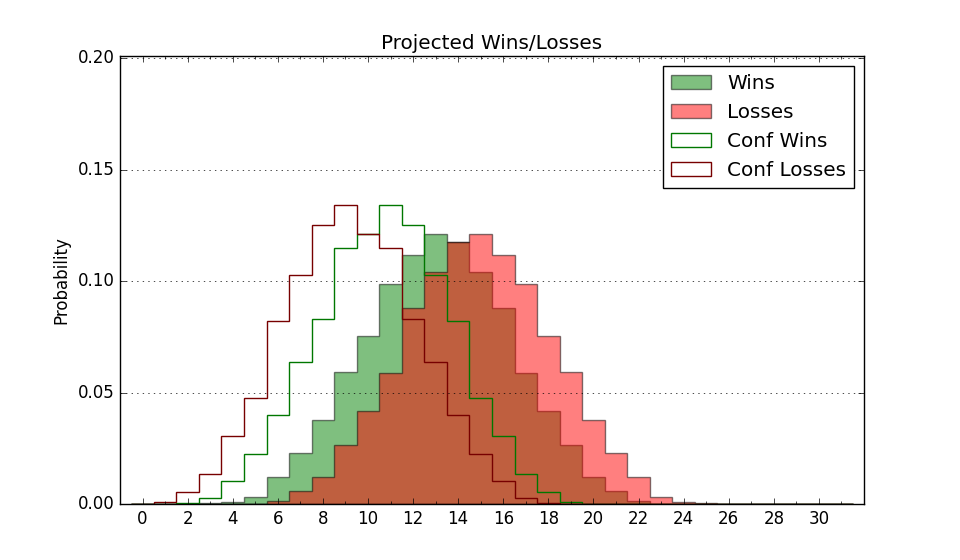 Projected Wins/Losses
0.20
0.15
0.10
0.05
0.00
Probability
Wins
Losses
Conf Wins
Conf Losses
0 2 4 6 8 10 12 14 16 18 20 22 24 26 28 30